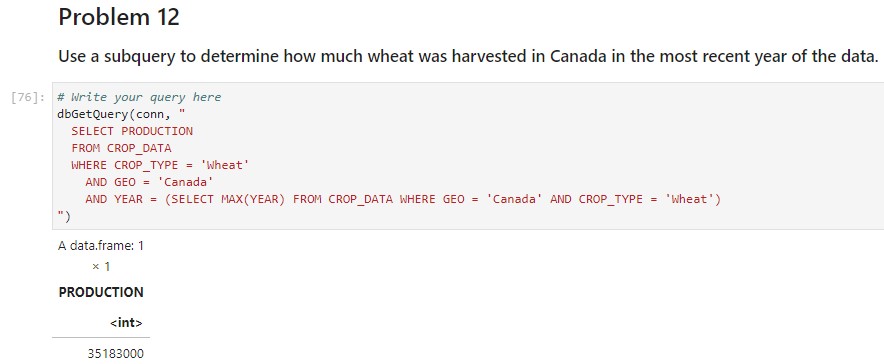 Problem 12
Use a subquery to determine how much wheat was harvested in Canada in the most recent year of the data.
[76]: # Write your query here
dbGetQuery(conn, "
SELECT PRODUCTION
FROM CROP_DATA
WHERE CROP_TYPE = 'Wheat'
AND GEO = 'Canada'
AND YEAR = (SELECT MAX(YEAR) FROM CROP_DATA WHERE GEO = 'Canada' AND CROP_TYPE = 'Wheat')
")
A data.frame: 1
× 1
PRODUCTION
<int>
35183000